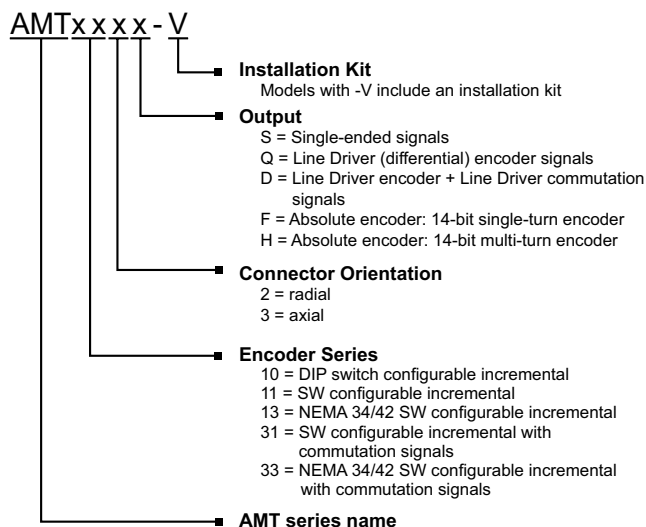 AMTxxxx-V
Installation Kit
Models with -V include an installation kit
Output
S = Single-ended signals
Q = Line Driver (differential) encoder signals
D = Line Driver encoder + Line Driver commutation
signals
F = Absolute encoder: 14-bit single-turn encoder
H = Absolute encoder: 14-bit multi-turn encoder
Connector Orientation
2 = radial
3 = axial
Encoder Series
10 = DIP switch configurable incremental
11 = SW configurable incremental
13 = NEMA 34/42 SW configurable incremental
31 = SW configurable incremental with
commutation signals
33 = NEMA 34/42 SW configurable incremental
with commutation signals
AMT series name